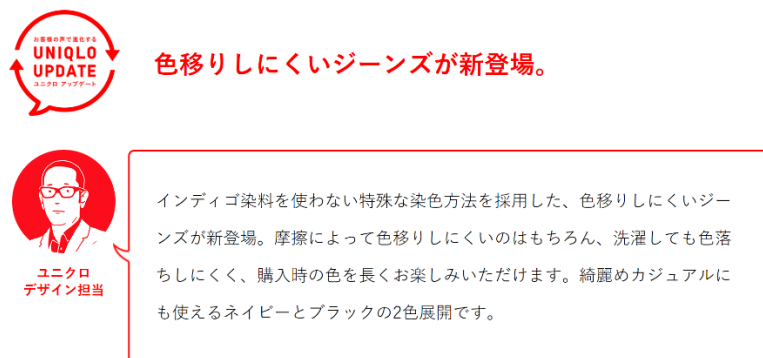 お客様の声で進化する
UNIQLO
UPDATE
ユニクロ アップデート
色移りしにくいジーンズが新登場。
インディゴ染料を使わない特殊な染色方法を採用した、色移りしにくいジー
ンズが新登場。摩擦によって色移りしにくいのはもちろん、洗濯しても色落
ちしにくく、購入時の色を長くお楽しみいただけます。綺麗めカジュアルに
も使えるネイビーとブラックの2色展開です。
ユニクロ
デザイン担当